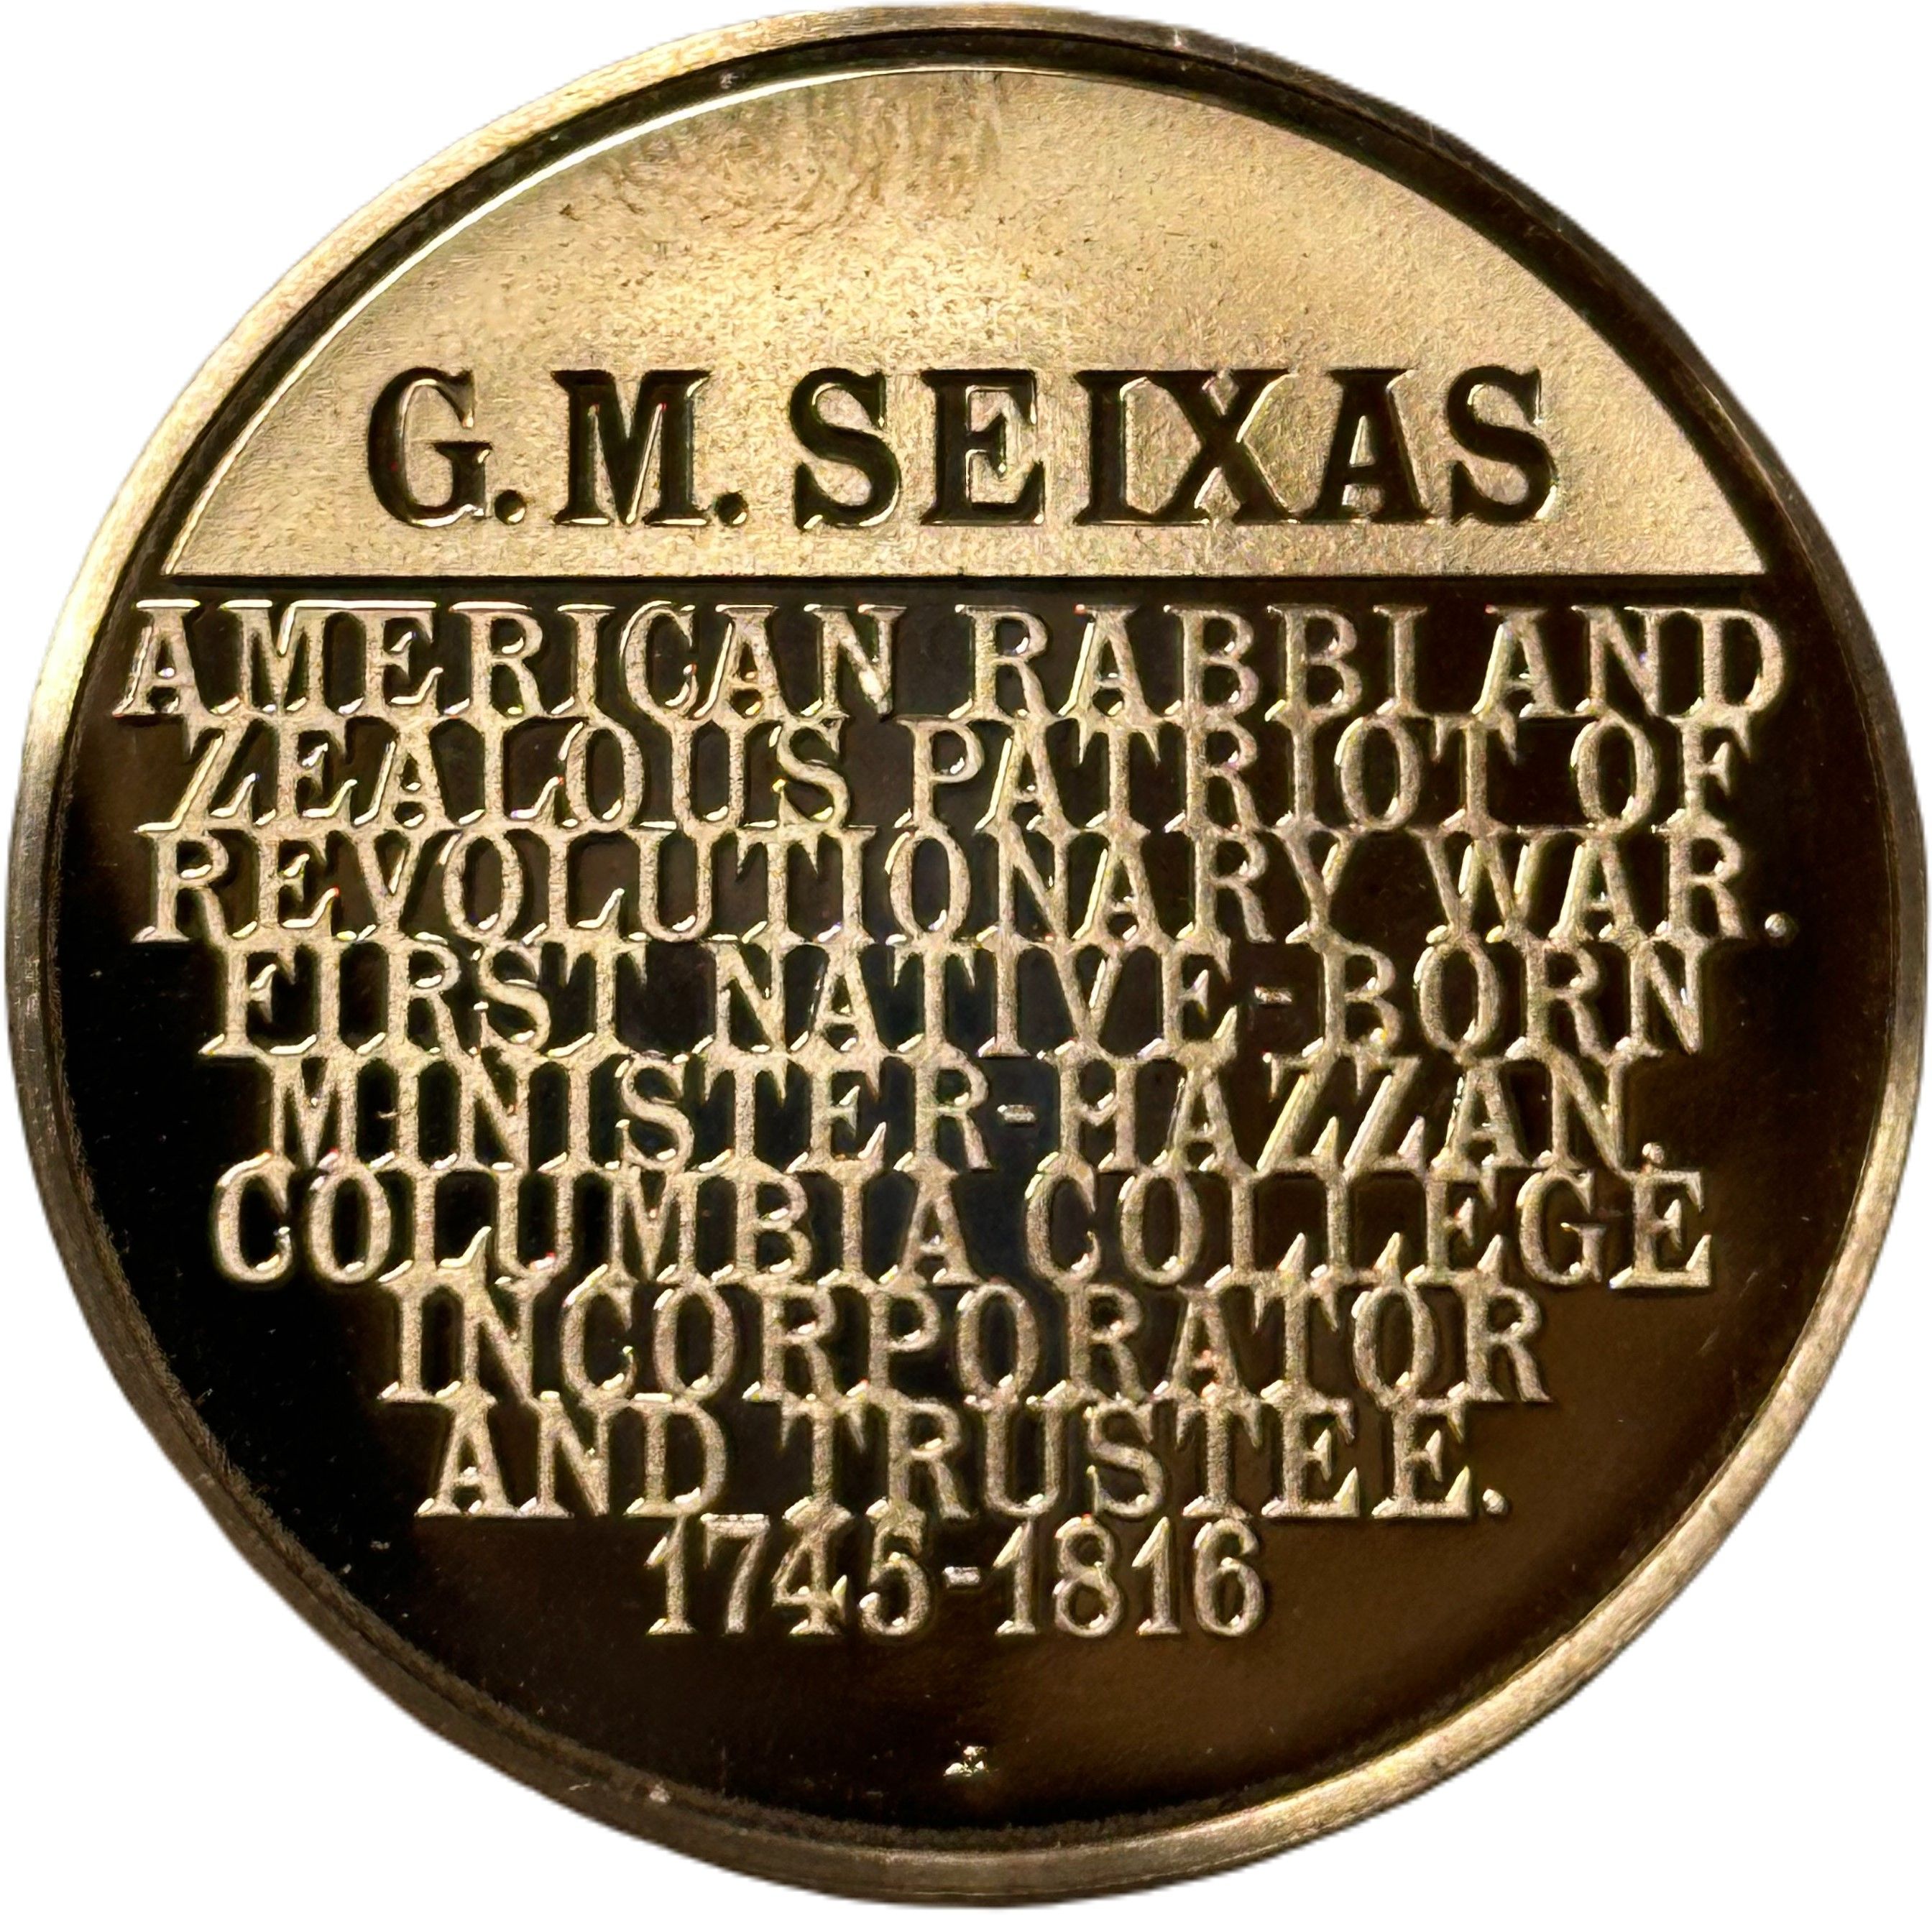 G. M. SEIXAS
AMERICAN RABBI AND
ZEALOUS PATRIOT OF
REVOLUTIONARY WAR.
FIRST NATIVE-BORN
MINISTER-HAZZAN.
COLUMBIA COLLEGE
INCORPORATOR
AND TRUSTEE.
1745-1816